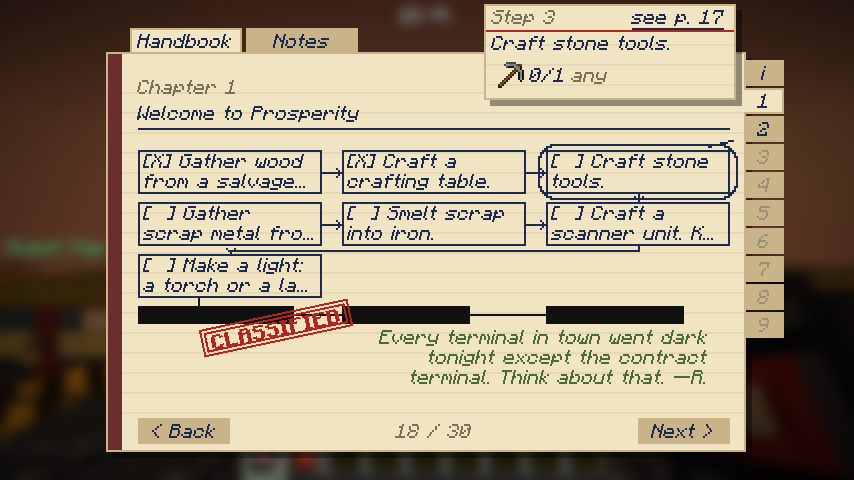 Step 3 see p. 17
Craft stone tools.
0/1 any
Handbook Notes
Chapter 1
Welcome to Prosperity
[X] Gather wood from a salvage...
[X] Craft a crafting table.
[ ] Craft stone tools.
[ ] Gather scrap metal fro...
[ ] Smelt scrap into iron.
[ ] Craft a scanner unit. K...
[ ] Make a light: a torch or a la...
CLASSIFIED
Every terminal in town went dark
tonight except the contract
terminal. Think about that. —R.
< Back 18 / 30 Next >
i
1
2
3
4
5
6
7
8
9